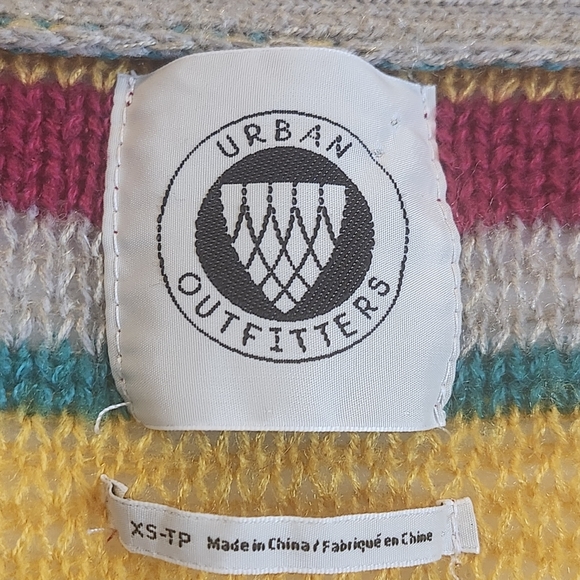 URBAN
OUTFITTERS
XS-TP Made in China / Fabriqué en Chine